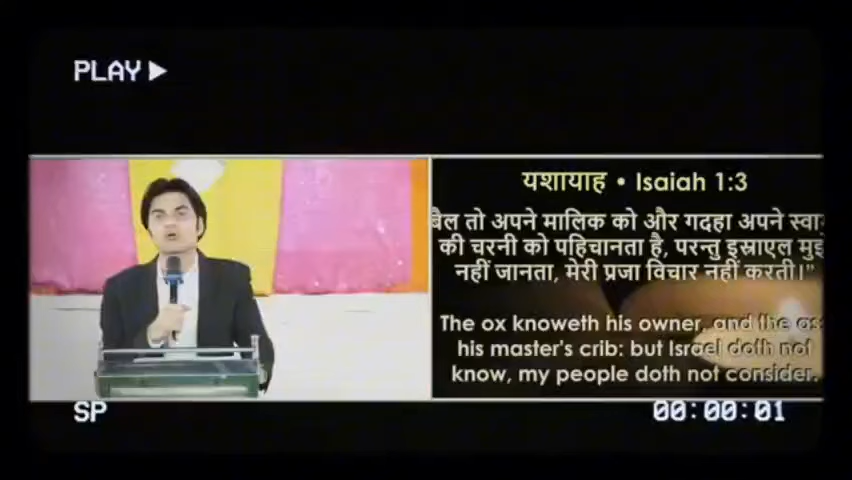 PLAY
यशायाह • Isaiah 1:3
बैल तो अपने मालिक को और गदहा अपने
की चरनी को पहिचानता है, परन्तु इस्राएल
नहीं जानता, मेरी प्रजा विचार नहीं करती।"
The ox knoweth his owner, and the
his master's crib: but Israel doth not
know, my people doth not consider.
SP
00:00:01